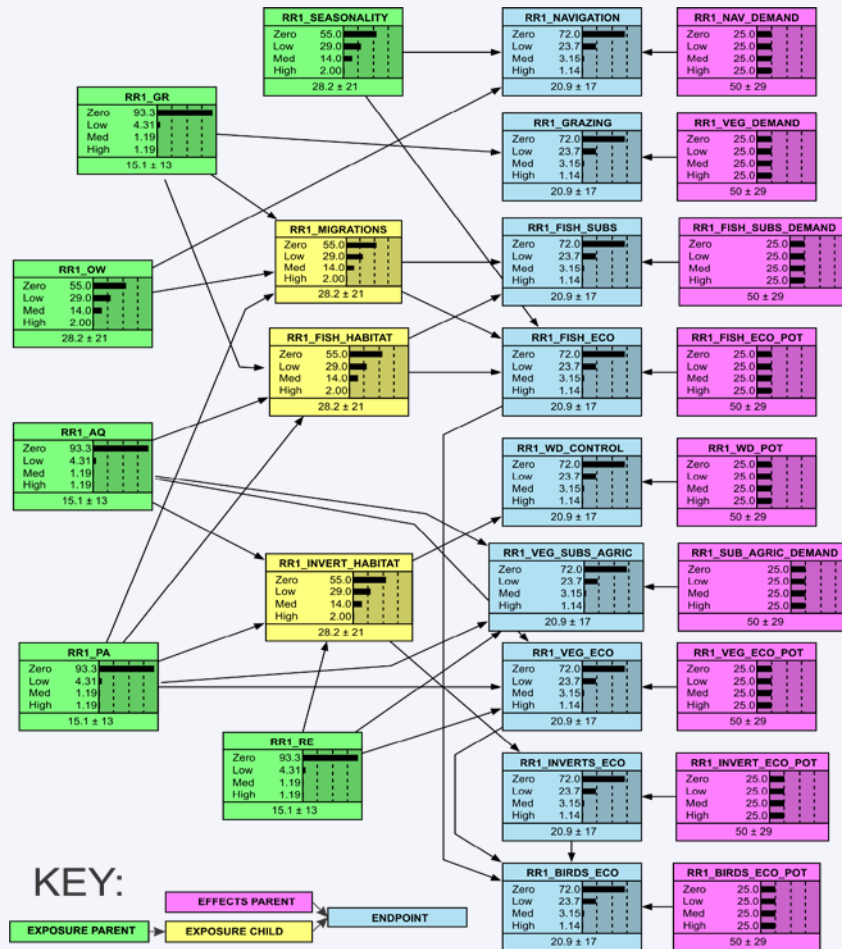 RR1_SEASONALITY
Zero 55.0
Low 29.0
Med 14.0
High 2.00
28.2 ± 21
RR1_NAVIGATION
Zero 72.0
Low 23.7
Med 3.15
High 1.14
20.9 ± 17
RR1_NAV_DEMAND
Zero 25.0
Low 25.0
Med 25.0
High 25.0
50 ± 29
RR1_GR
Zero 93.3
Low 4.31
Med 1.19
High 1.19
15.1 ± 13
RR1_GRAZING
Zero 72.0
Low 23.7
Med 3.15
High 1.14
20.9 ± 17
RR1_VEG_DEMAND
Zero 25.0
Low 25.0
Med 25.0
High 25.0
50 ± 29
RR1_MIGRATIONS
Zero 55.0
Low 29.0
Med 14.0
High 2.00
28.2 ± 21
RR1_FISH_SUBS
Zero 72.0
Low 23.7
Med 3.15
High 1.14
20.9 ± 17
RR1_FISH_SUBS_DEMAND
Zero 25.0
Low 25.0
Med 25.0
High 25.0
50 ± 29
RR1_OW
Zero 55.0
Low 29.0
Med 14.0
High 2.00
28.2 ± 21
RR1_FISH_HABITAT
Zero 55.0
Low 29.0
Med 14.0
High 2.00
28.2 ± 21
RR1_FISH_ECO
Zero 72.0
Low 23.7
Med 3.15
High 1.14
20.9 ± 17
RR1_FISH_ECO_POT
Zero 25.0
Low 25.0
Med 25.0
High 25.0
50 ± 29
RR1_AQ
Zero 93.3
Low 4.31
Med 1.19
High 1.19
15.1 ± 13
RR1_WD_CONTROL
Zero 72.0
Low 23.7
Med 3.15
High 1.14
20.9 ± 17
RR1_WD_POT
Zero 25.0
Low 25.0
Med 25.0
High 25.0
50 ± 29
RR1_INVERT_HABITAT
Zero 55.0
Low 29.0
Med 14.0
High 2.00
28.2 ± 21
RR1_VEG_SUBS_AGRIC
Zero 72.0
Low 23.7
Med 3.15
High 1.14
20.9 ± 17
RR1_SUB_AGRIC_DEMAND
Zero 25.0
Low 25.0
Med 25.0
High 25.0
50 ± 29
RR1_PA
Zero 93.3
Low 4.31
Med 1.19
High 1.19
15.1 ± 13
RR1_VEG_ECO
Zero 72.0
Low 23.7
Med 3.15
High 1.14
20.9 ± 17
RR1_VEG_ECO_POT
Zero 25.0
Low 25.0
Med 25.0
High 25.0
50 ± 29
RR1_RE
Zero 93.3
Low 4.31
Med 1.19
High 1.19
15.1 ± 13
RR1_INVERTS_ECO
Zero 72.0
Low 23.7
Med 3.15
High 1.14
20.9 ± 17
RR1_INVERT_ECO_POT
Zero 25.0
Low 25.0
Med 25.0
High 25.0
50 ± 29
RR1_BIRDS_ECO
Zero 72.0
Low 23.7
Med 3.15
High 1.14
20.9 ± 17
RR1_BIRDS_ECO_POT
Zero 25.0
Low 25.0
Med 25.0
High 25.0
50 ± 29
KEY:
EFFECTS PARENT
ENDPOINT
EXPOSURE PARENT
EXPOSURE CHILD